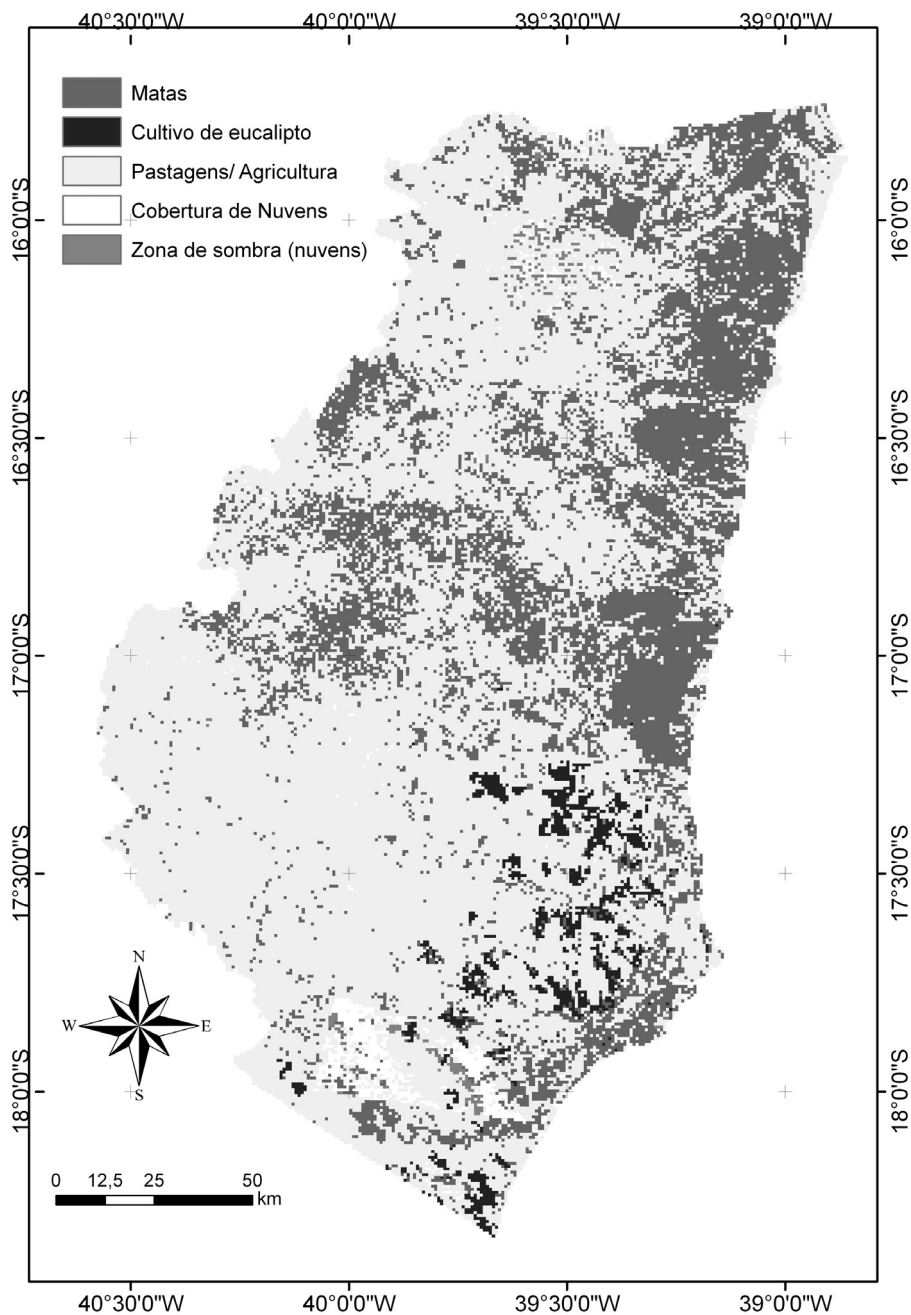 40°30'0"W 40°0'0"W 39°30'0"W 39°0'0"W
Matas
Cultivo de eucalipto
Pastagens/ Agricultura
Cobertura de Nuvens
Zona de sombra (nuvens)
16°0'0"S 16°0'0"S
16°30'0"S 16°30'0"S
17°0'0"S 17°0'0"S
17°30'0"S 17°30'0"S
N
W E
S
18°0'0"S 18°0'0"S
0 12,5 25 50
km
40°30'0"W 40°0'0"W 39°30'0"W 39°0'0"W